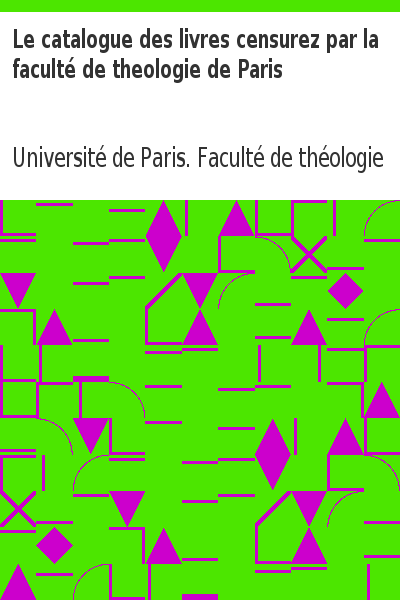 Le catalogue des livres censurez par la
faculté de theologie de Paris
Université de Paris. Faculté de théologie